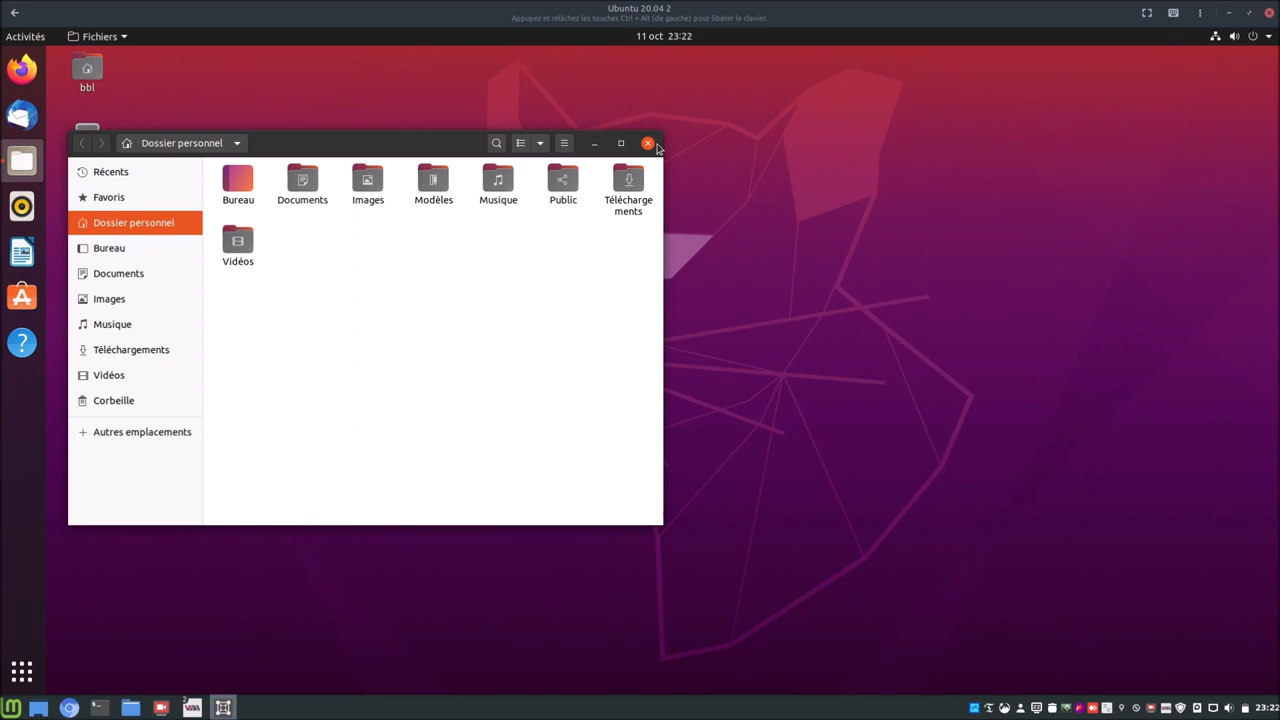 Ubuntu 20.04 2
Appuyez et relâchez les touches Ctrl + Alt (de gauche) pour libérer le clavier.
Activités
Fichiers
11 oct 23:22
bbl
Dossier personnel
Récents
Favoris
Dossier personnel
Bureau
Documents
Images
Musique
Téléchargements
Vidéos
Corbeille
Autres emplacements
Bureau
Documents
Images
Modèles
Musique
Public
Télécharge
ments
Vidéos
23:22